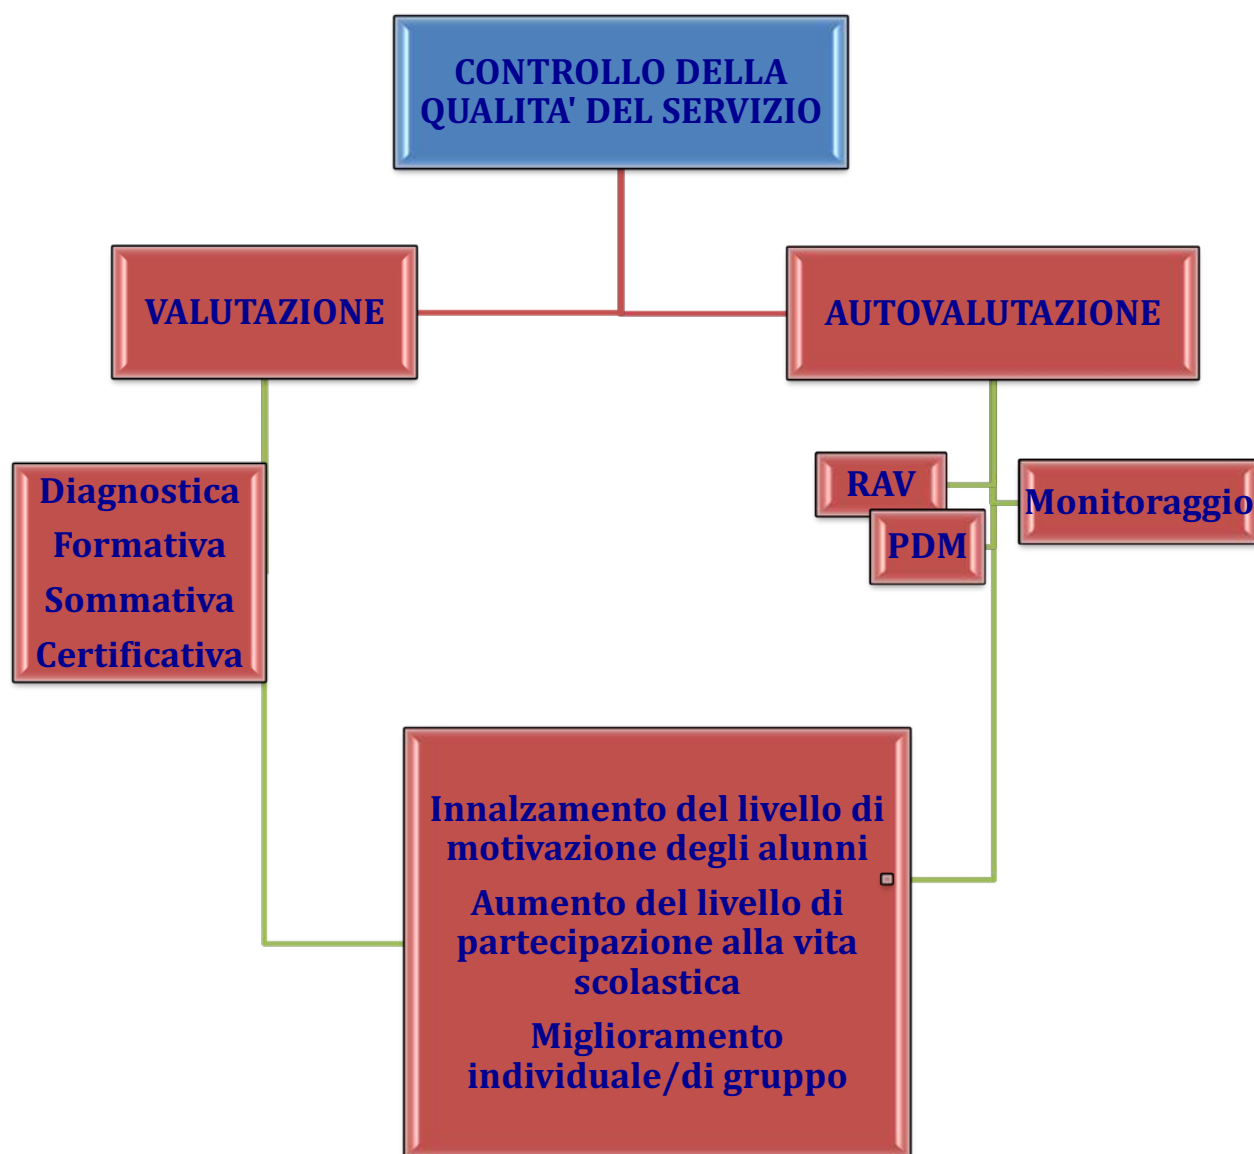 CONTROLLO DELLA
QUALITA' DEL SERVIZIO
VALUTAZIONE
AUTOVALUTAZIONE
Diagnostica
Formativa
Sommativa
Certificativa
RAV
PDM
Monitoraggio
Innalzamento del livello di
motivazione degli alunni
Aumento del livello di
partecipazione alla vita
scolastica
Miglioramento
individuale/di gruppo